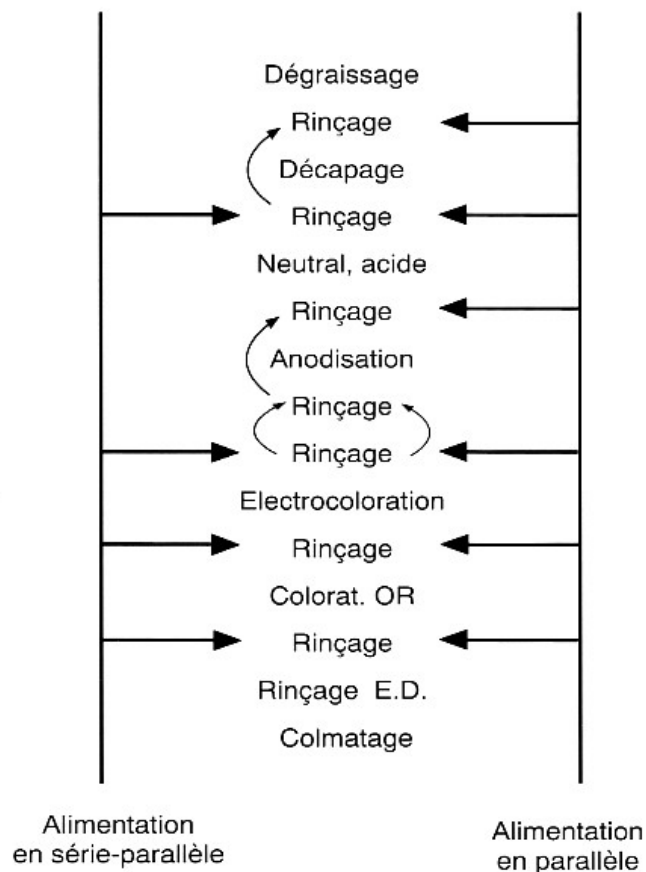 Dégraissage
Rinçage
Décapage
Rinçage
Neutral, acide
Rinçage
Anodisation
Rinçage
Rinçage
Electrocoloration
Rinçage
Colorat. OR
Rinçage
Rinçage E.D.
Colmatage
Alimentation
en série-parallèle
Alimentation
en parallèle